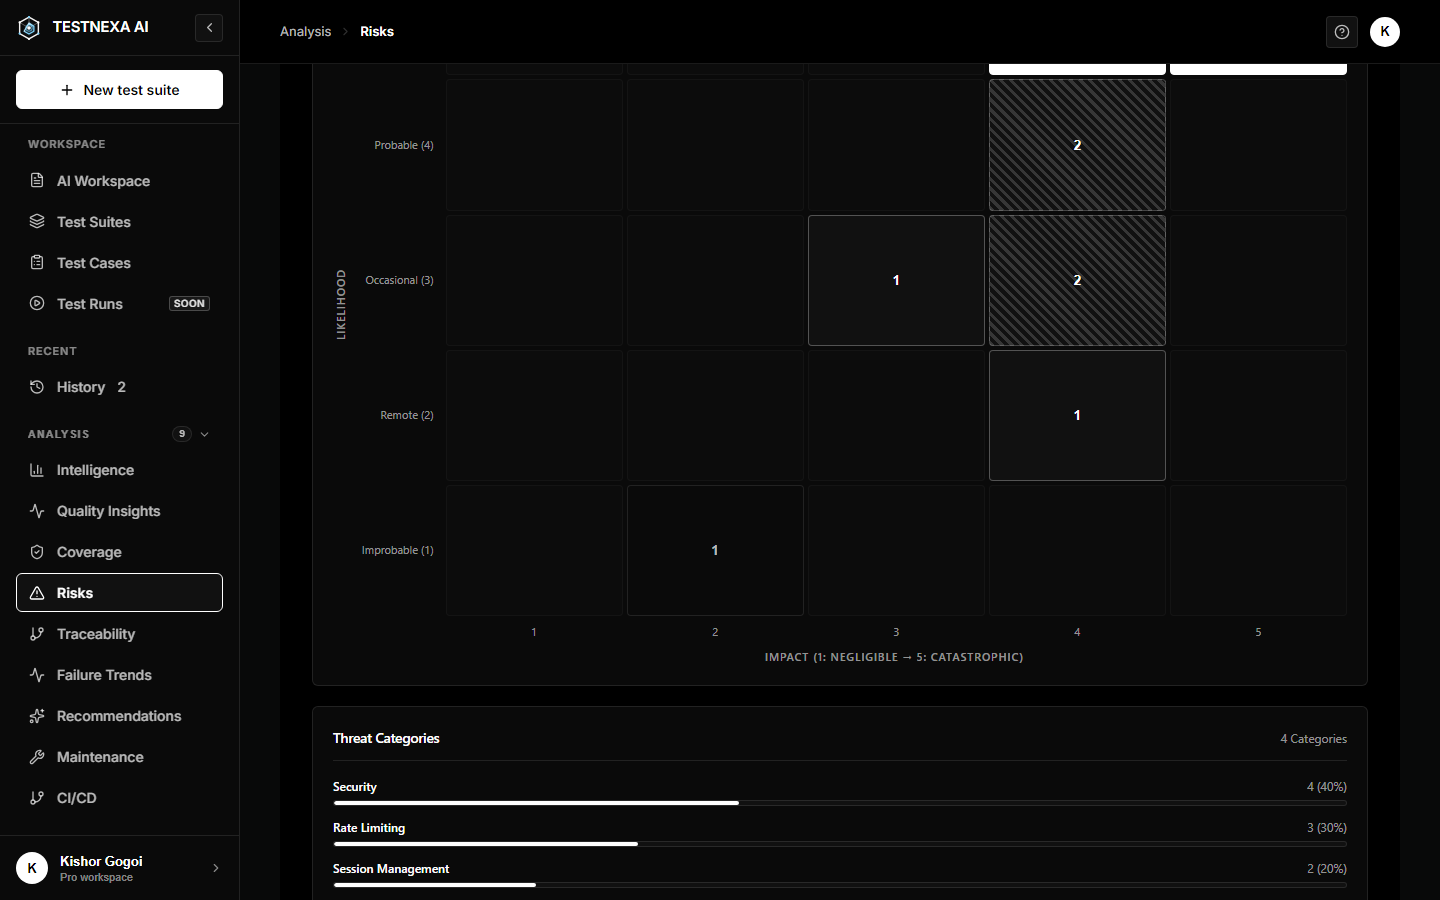 TESTNEXA AI
New test suite
WORKSPACE
AI Workspace
Test Suites
Test Cases
Test Runs SOON
RECENT
History 2
ANALYSIS 9
Intelligence
Quality Insights
Coverage
Risks
Traceability
Failure Trends
Recommendations
Maintenance
CI/CD
K Kishor Gogoi
Pro workspace
Analysis Risks
K
LIKELIHOOD
Probable (4) 2
Occasional (3) 1 2
Remote (2) 1
Improbable (1) 1
1 2 3 4 5
IMPACT (1: NEGLIGIBLE → 5: CATASTROPHIC)
Threat Categories 4 Categories
Security 4 (40%)
Rate Limiting 3 (30%)
Session Management 2 (20%)